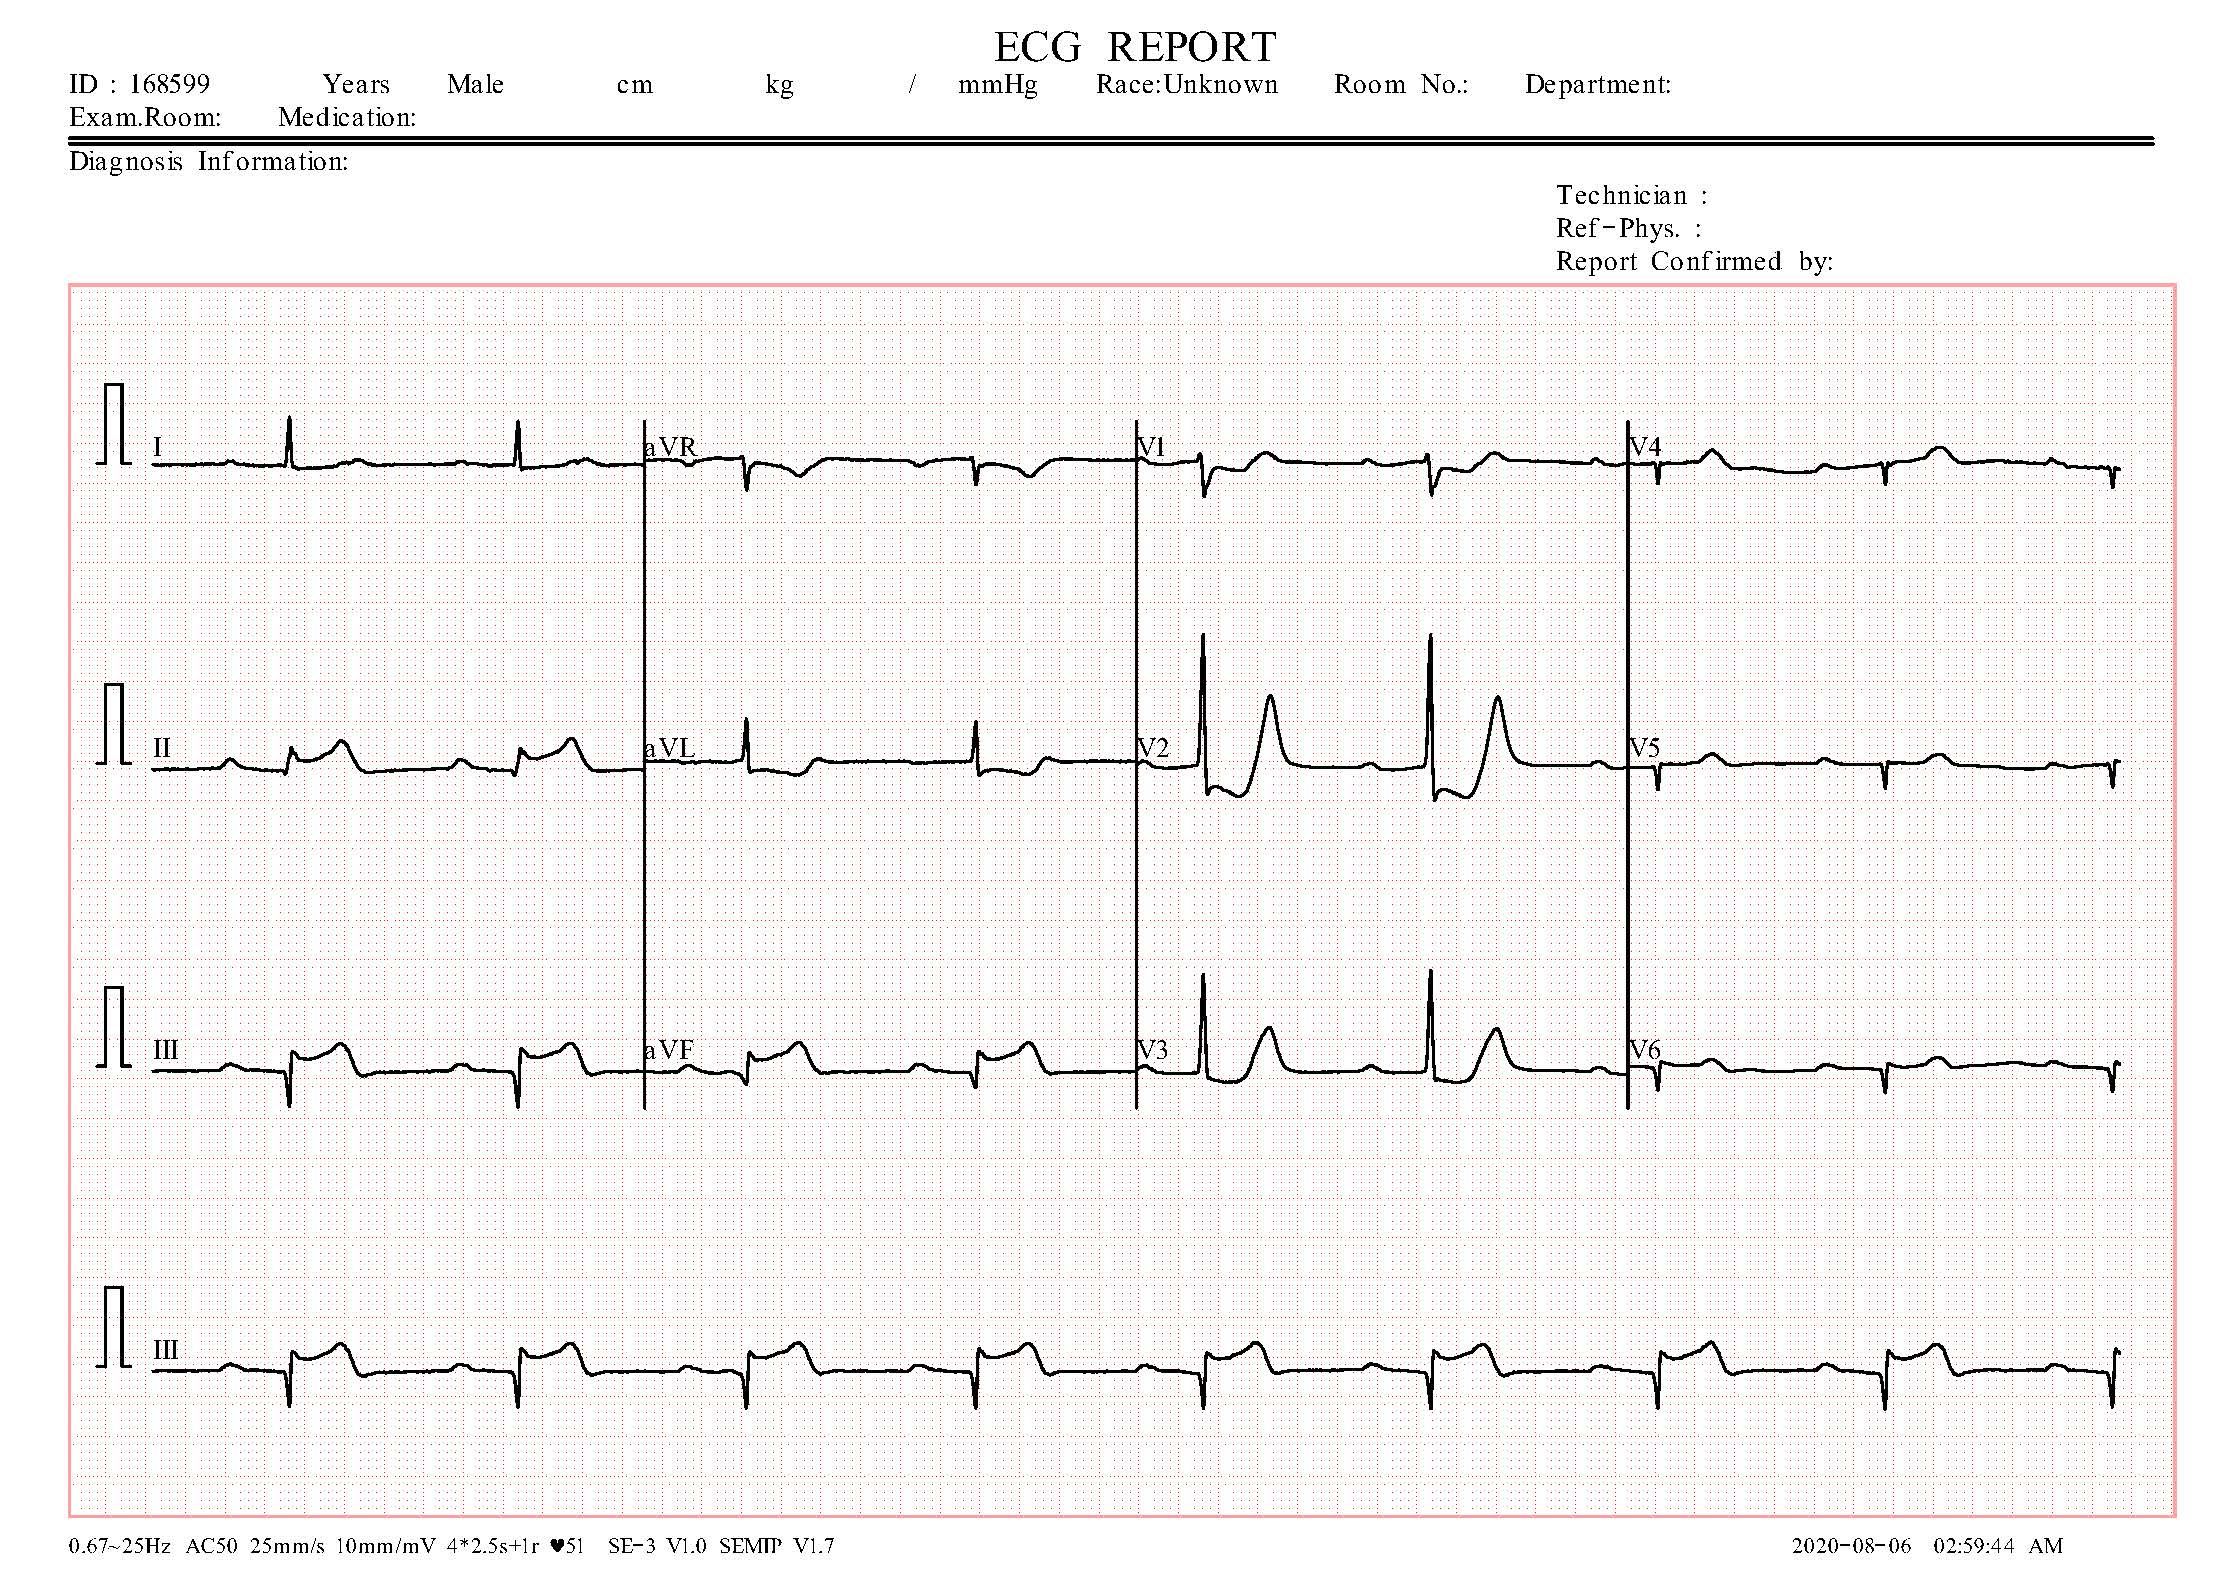 ECG REPORT
ID : 168599 Years Male cm kg / mmHg Race:Unknown Room No.: Department:
Exam.Room: Medication:
Diagnosis Information:
Technician :
Ref-Phys. :
Report Confirmed by:
I aVR V1 V4
II aVL V2 V5
III aVF V3 V6
III
0.67~25Hz AC50 25mm/s 10mm/mV 4*2.5s+1r ♥51 SE-3 V1.0 SEMIP V1.7 2020-08-06 02:59:44 AM